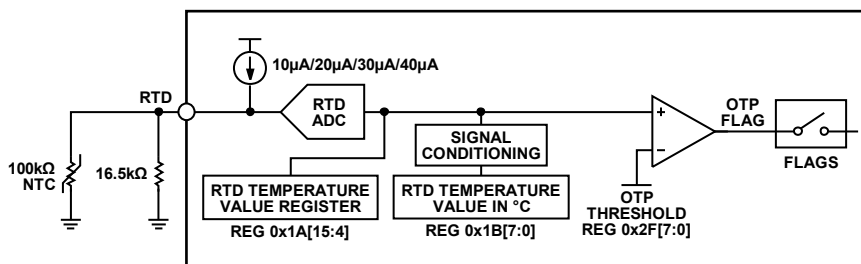 10μA/20μA/30μA/40μA
RTD
RTD
ADC
OTP
FLAG
+
−
SIGNAL
CONDITIONING
FLAGS
100kΩ
NTC
16.5kΩ
RTD TEMPERATURE
VALUE REGISTER
REG 0x1A[15:4]
RTD TEMPERATURE
VALUE IN °C
REG 0x1B[7:0]
OTP
THRESHOLD
REG 0x2F[7:0]